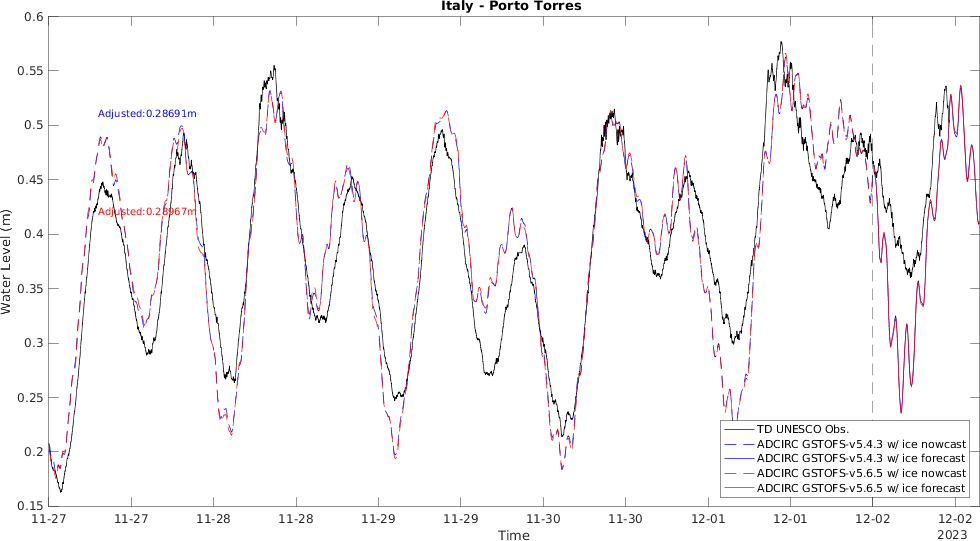 Italy - Porto Torres
Water Level (m)
0.6
0.55
0.5
0.45
0.4
0.35
0.3
0.25
0.2
0.15
Adjusted:0.28691m
Adjusted:0.28967m
TD UNESCO Obs.
ADCIRC GSTOFS-v5.4.3 w/ ice nowcast
ADCIRC GSTOFS-v5.4.3 w/ ice forecast
ADCIRC GSTOFS-v5.6.5 w/ ice nowcast
ADCIRC GSTOFS-v5.6.5 w/ ice forecast
11-27 11-27 11-28 11-28 11-29 11-29 11-30 11-30 12-01 12-01 12-02 12-02
Time
2023